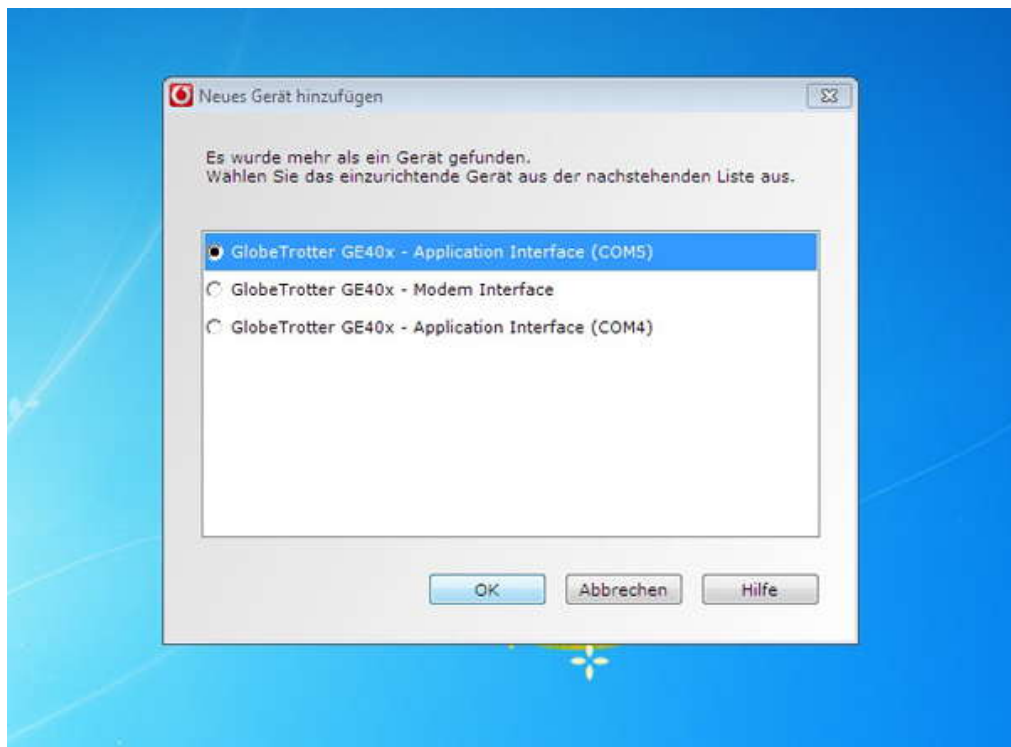 Neues Gerät hinzufügen
Es wurde mehr als ein Gerät gefunden.
Wählen Sie das einzurichtende Gerät aus der nachstehenden Liste aus.
GlobeTrotter GE40x - Application Interface (COM5)
GlobeTrotter GE40x - Modem Interface
GlobeTrotter GE40x - Application Interface (COM4)
OK Abbrechen Hilfe